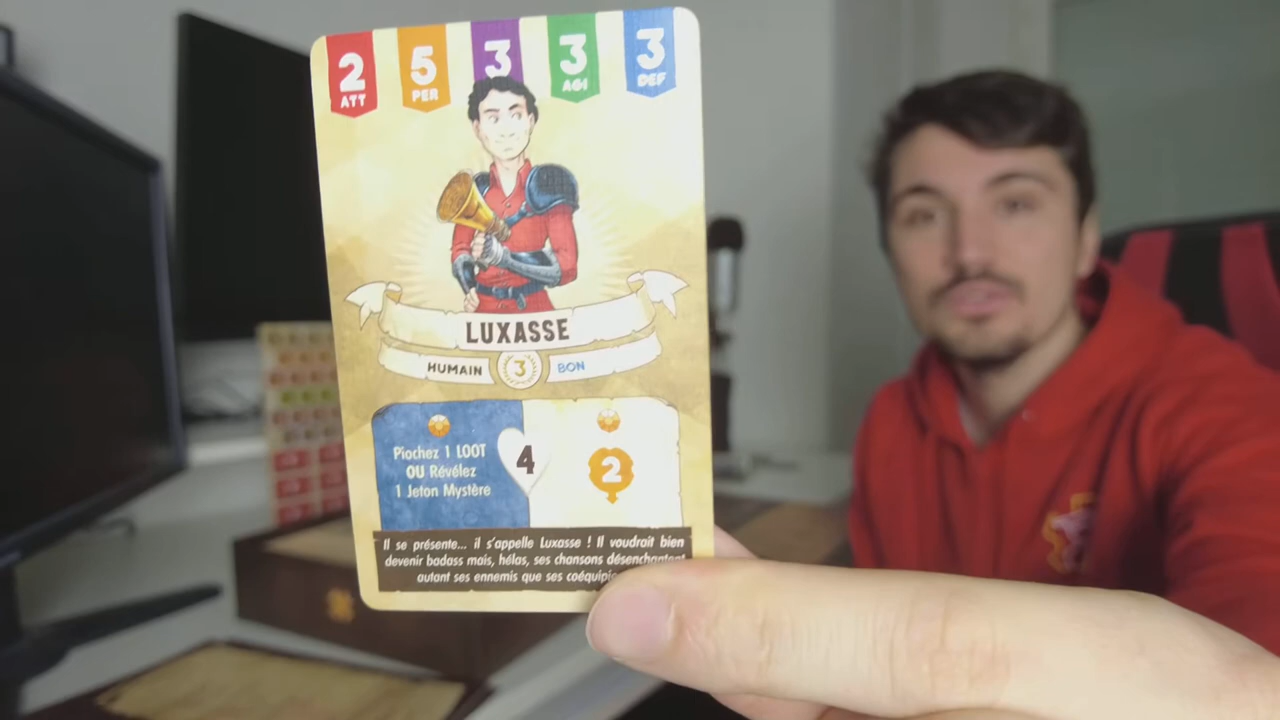 2 5 3 3 3
ATT PER AGI DEF
LUXASSE
HUMAIN 3 BON
Piochez 1 LOOT
OU Révélez
1 Jeton Mystère
4
2
Il se présente... il s'appelle Luxasse ! Il voudrait bien
devenir badass mais, hélas, ses chansons désenchantent
autant ses ennemis que ses